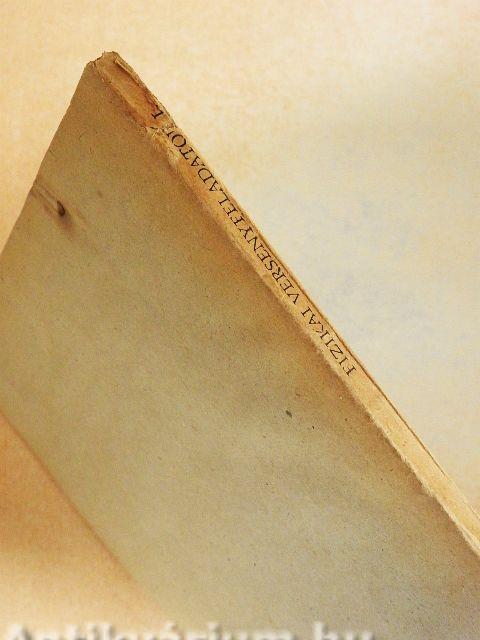 FIZIKAI VERSENYFELADATOK I.
Antikvárium.hu